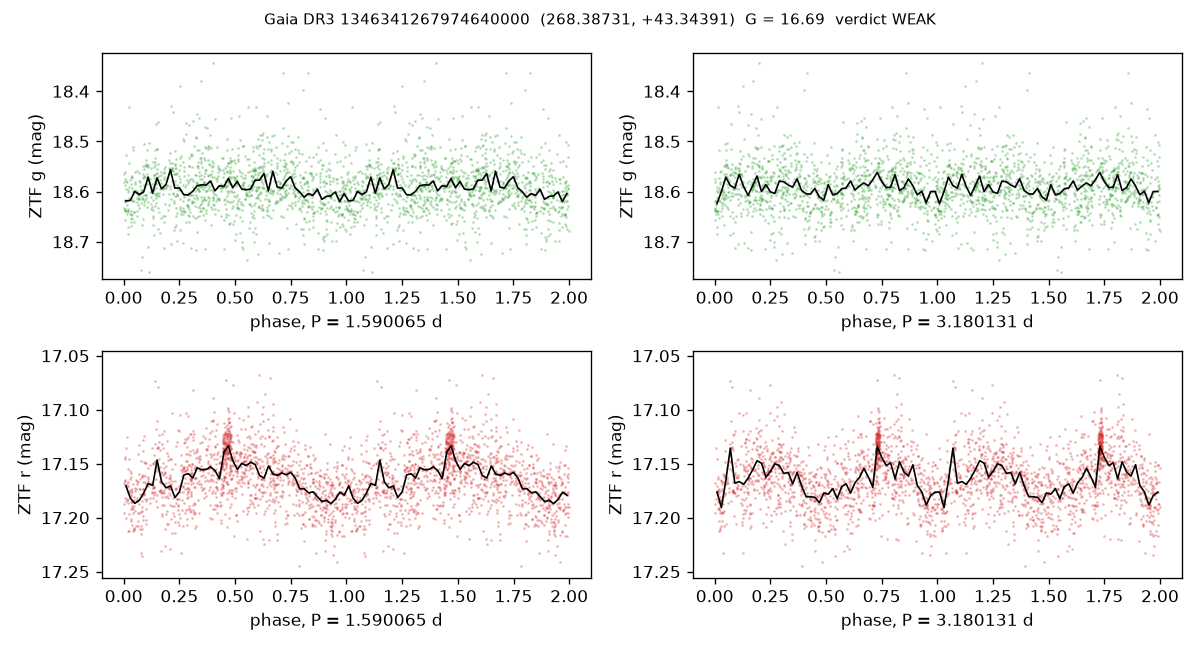 Gaia DR3 1346341267974640000  (268.38731, +43.34391)  G = 16.69  verdict WEAK
ZTF g (mag)
18.4
18.5
18.6
18.7
0.00 0.25 0.50 0.75 1.00 1.25 1.50 1.75 2.00
phase, P = 1.590065 d
ZTF g (mag)
18.4
18.5
18.6
18.7
0.00 0.25 0.50 0.75 1.00 1.25 1.50 1.75 2.00
phase, P = 3.180131 d
ZTF r (mag)
17.05
17.10
17.15
17.20
17.25
0.00 0.25 0.50 0.75 1.00 1.25 1.50 1.75 2.00
phase, P = 1.590065 d
ZTF r (mag)
17.05
17.10
17.15
17.20
17.25
0.00 0.25 0.50 0.75 1.00 1.25 1.50 1.75 2.00
phase, P = 3.180131 d